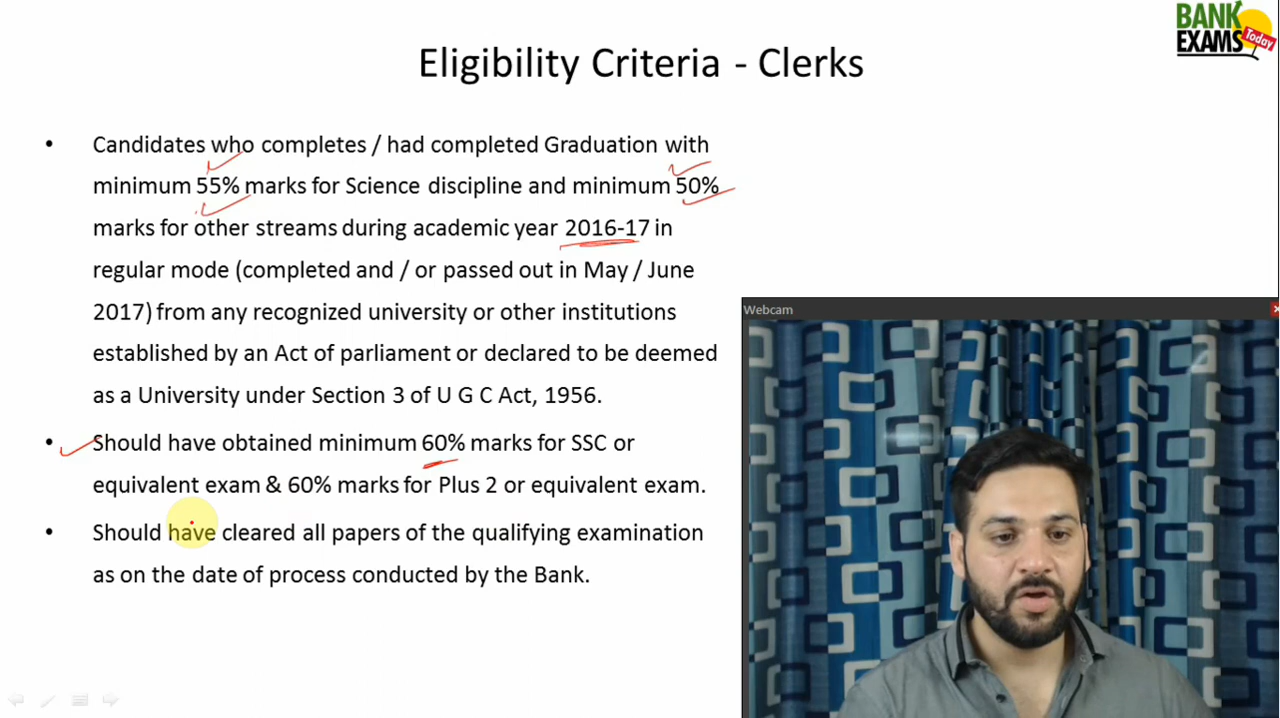 BANK
EXAMS Today
Eligibility Criteria - Clerks
• Candidates who completes / had completed Graduation with
minimum 55% marks for Science discipline and minimum 50%
marks for other streams during academic year 2016-17 in
regular mode (completed and / or passed out in May / June
2017) from any recognized university or other institutions
established by an Act of parliament or declared to be deemed
as a University under Section 3 of U G C Act, 1956.
• Should have obtained minimum 60% marks for SSC or
equivalent exam & 60% marks for Plus 2 or equivalent exam.
• Should have cleared all papers of the qualifying examination
as on the date of process conducted by the Bank.
Webcam